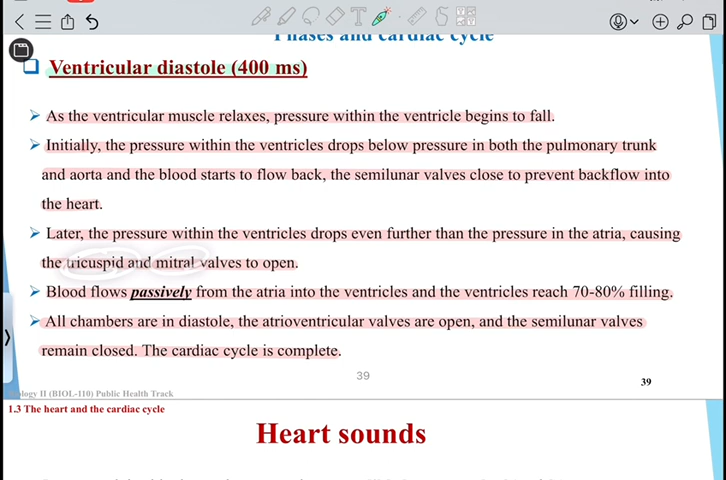 Phases and cardiac cycle
Ventricular diastole (400 ms)
As the ventricular muscle relaxes, pressure within the ventricle begins to fall.
Initially, the pressure within the ventricles drops below pressure in both the pulmonary trunk
and aorta and the blood starts to flow back, the semilunar valves close to prevent backflow into
the heart.
Later, the pressure within the ventricles drops even further than the pressure in the atria, causing
the tricuspid and mitral valves to open.
Blood flows passively from the atria into the ventricles and the ventricles reach 70-80% filling.
All chambers are in diastole, the atrioventricular valves are open, and the semilunar valves
remain closed. The cardiac cycle is complete.
39
39
II (BIOL-110) Public Health Track
1.3 The heart and the cardiac cycle
Heart sounds